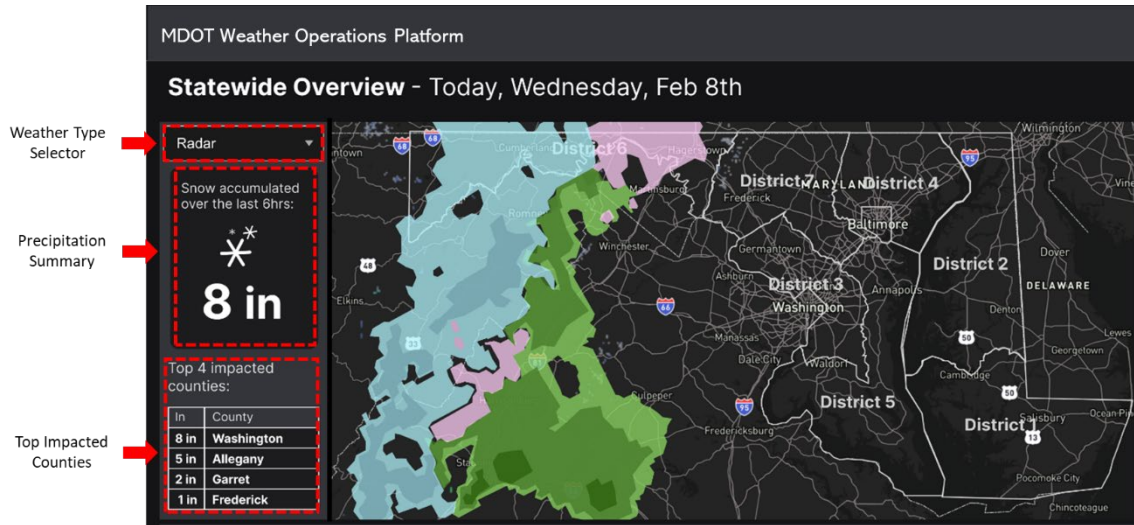 MDOT Weather Operations Platform
Statewide Overview - Today, Wednesday, Feb 8th
Weather Type
Selector
Radar
Snow accumulated
over the last 6hrs:
8 in
Precipitation
Summary
Top 4 impacted
counties:
In County
8 in Washington
5 in Allegany
2 in Garret
1 in Frederick
Top Impacted
Counties
Wilmington
68
68
Hagerstown
95
District 6
District 7
MARYLAND
District 4
Martinsburg
Frederick
Baltimore
Winchester
Germantown
48
District 2
Dover
Ashburn
District 3
Annapolis
DELAWARE
Elkins
66
Washington
Denton
Manassas
50
Lewes
33
Dale City
Waldorf
Georgetown
81
Cambridge
Culpeper
50
95
District 5
Salisbury
Ocean Pin
Fredericksburg
District 1
13
Pocomoke City
Chincoteague